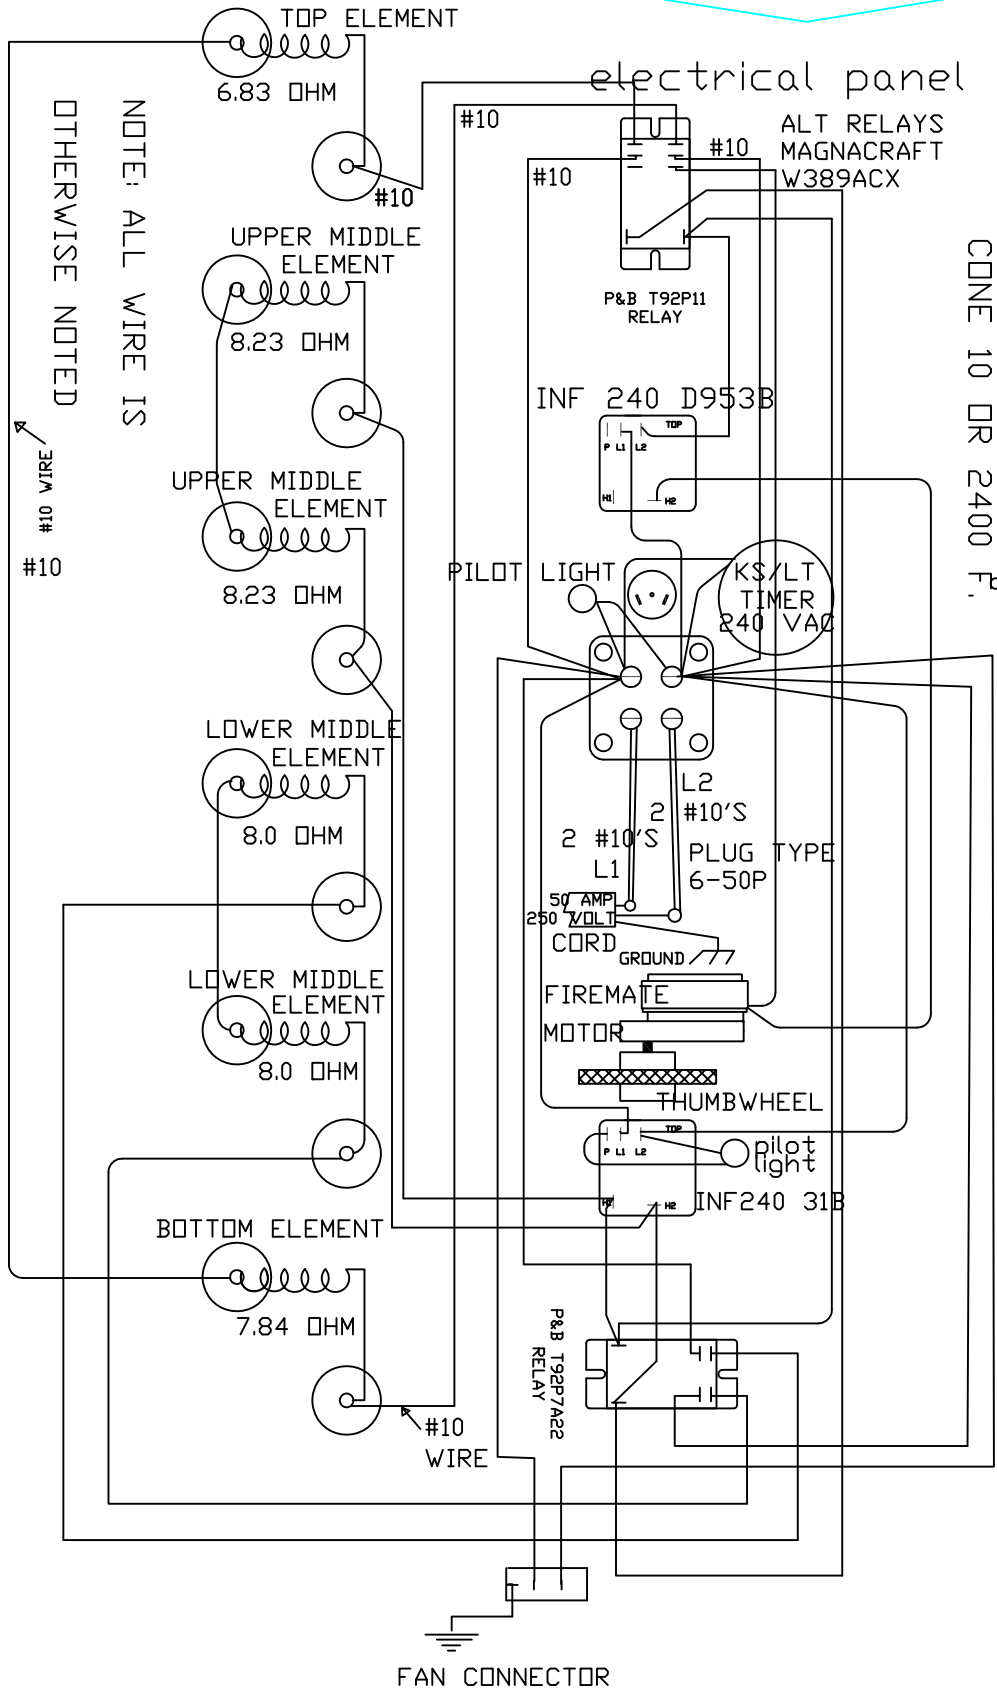 TOP ELEMENT
6.83 OHM
electrical panel
#10
#10
#10
#10
ALT RELAYS
MAGNACRAFT
W389ACX
NOTE: ALL WIRE IS
OTHERWISE NOTED
UPPER MIDDLE
ELEMENT
8.23 OHM
P&B T92P11
RELAY
CONE 10 OR 2400 F.
INF 240 D953B
TOP
P L1 L2
H1
H2
#10 WIRE
#10
UPPER MIDDLE
ELEMENT
8.23 OHM
PILOT LIGHT
KS/LT
TIMER
240 VAC
LOWER MIDDLE
ELEMENT
8.0 OHM
L2
2 #10'S
2 #10'S
L1
PLUG TYPE
6-50P
50 AMP
250 VOLT
CORD
GROUND
LOWER MIDDLE
ELEMENT
8.0 OHM
FIREMATE
MOTOR
THUMBWHEEL
TOP
P L1 L2
H1
H2
pilot
light
INF240 31B
BOTTOM ELEMENT
7.84 OHM
P&B T92P7A22
RELAY
#10
WIRE
FAN CONNECTOR